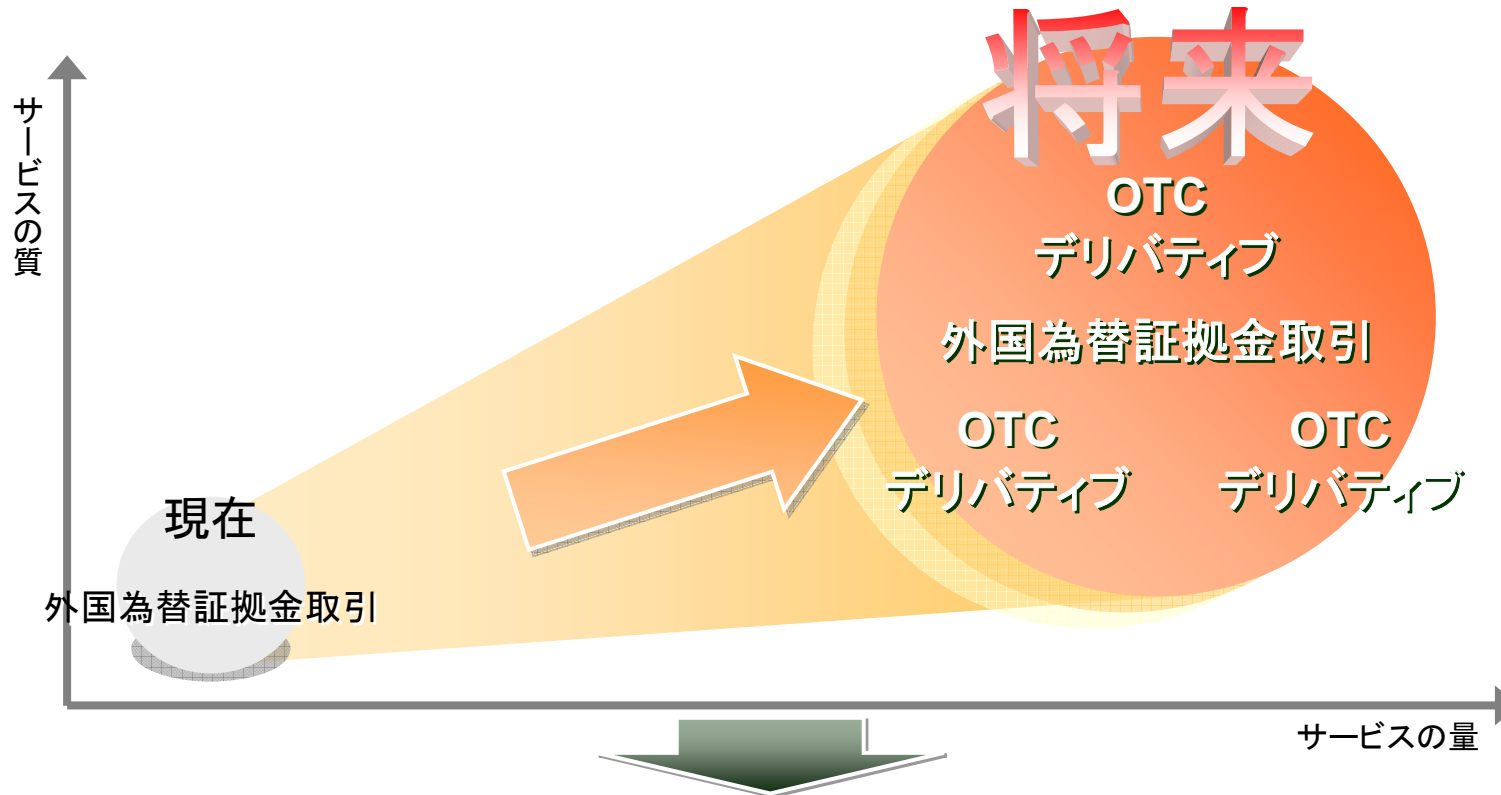 将来
サービスの質
OTC
デリバティブ
外国為替証拠金取引
OTC
デリバティブ
OTC
デリバティブ
現在
外国為替証拠金取引
サービスの量